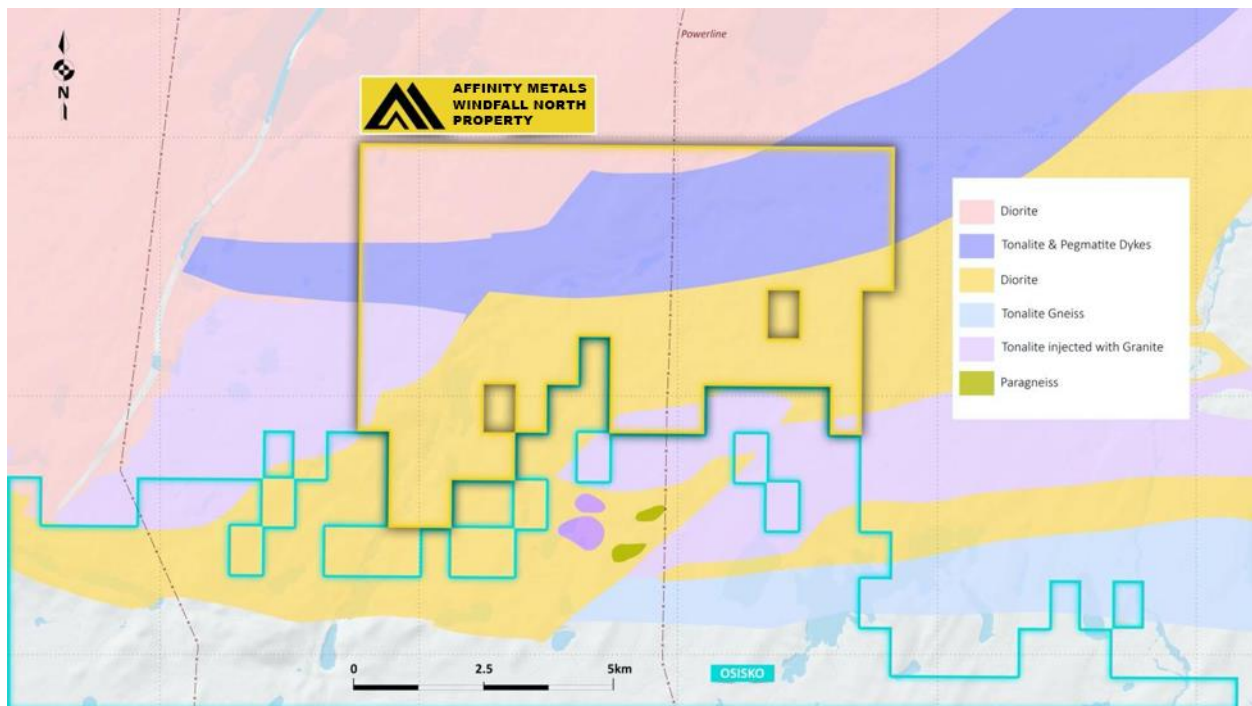 Powerline
N
AFFINITY METALS
WINDFALL NORTH
PROPERTY
Diorite
Tonalite & Pegmatite Dykes
Diorite
Tonalite Gneiss
Tonalite injected with Granite
Paragneiss
0 2.5 5km
OSISKO